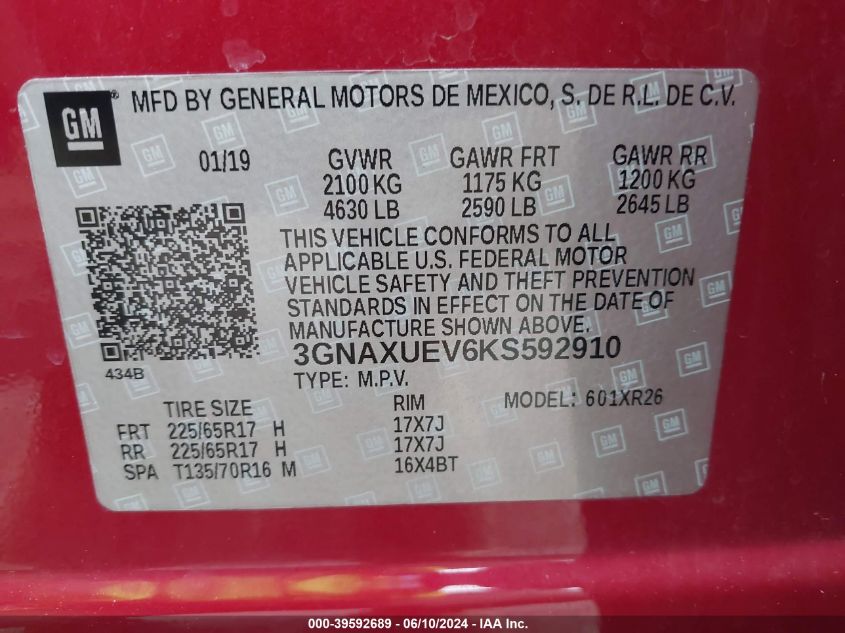 GM ® MFD BY GENERAL MOTORS DE MEXICO, S. DE R.L. DE C.V.
01/19 GVWR GAWR FRT GAWR RR
2100 KG 1175 KG 1200 KG
4630 LB 2590 LB 2645 LB
THIS VEHICLE CONFORMS TO ALL
APPLICABLE U.S. FEDERAL MOTOR
VEHICLE SAFETY AND THEFT PREVENTION
STANDARDS IN EFFECT ON THE DATE OF
MANUFACTURE SHOWN ABOVE.
3GNAXUEV6KS592910
434B
TYPE: M.P.V. MODEL: 601XR26
TIRE SIZE RIM
FRT 225/65R17 H 17X7J
RR 225/65R17 H 17X7J
SPA T135/70R16 M 16X4BT
000-39592689 - 06/10/2024 - IAA Inc.